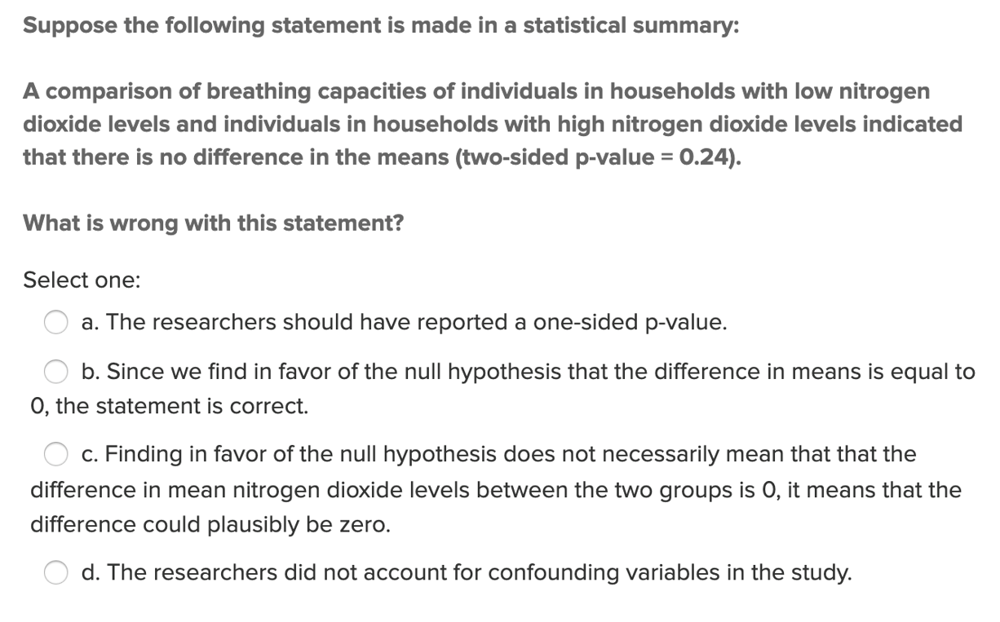 Suppose the following statement is made in a statistical summary:
A comparison of breathing capacities of individuals in households with low nitrogen
dioxide levels and individuals in households with high nitrogen dioxide levels indicated
that there is no difference in the means (two-sided p-value = 0.24).
What is wrong with this statement?
Select one:
a. The researchers should have reported a one-sided p-value.
b. Since we find in favor of the null hypothesis that the difference in means is equal to
0, the statement is correct.
c. Finding in favor of the null hypothesis does not necessarily mean that that the
difference in mean nitrogen dioxide levels between the two groups is 0, it means that the
difference could plausibly be zero.
d. The researchers did not account for confounding variables in the study.